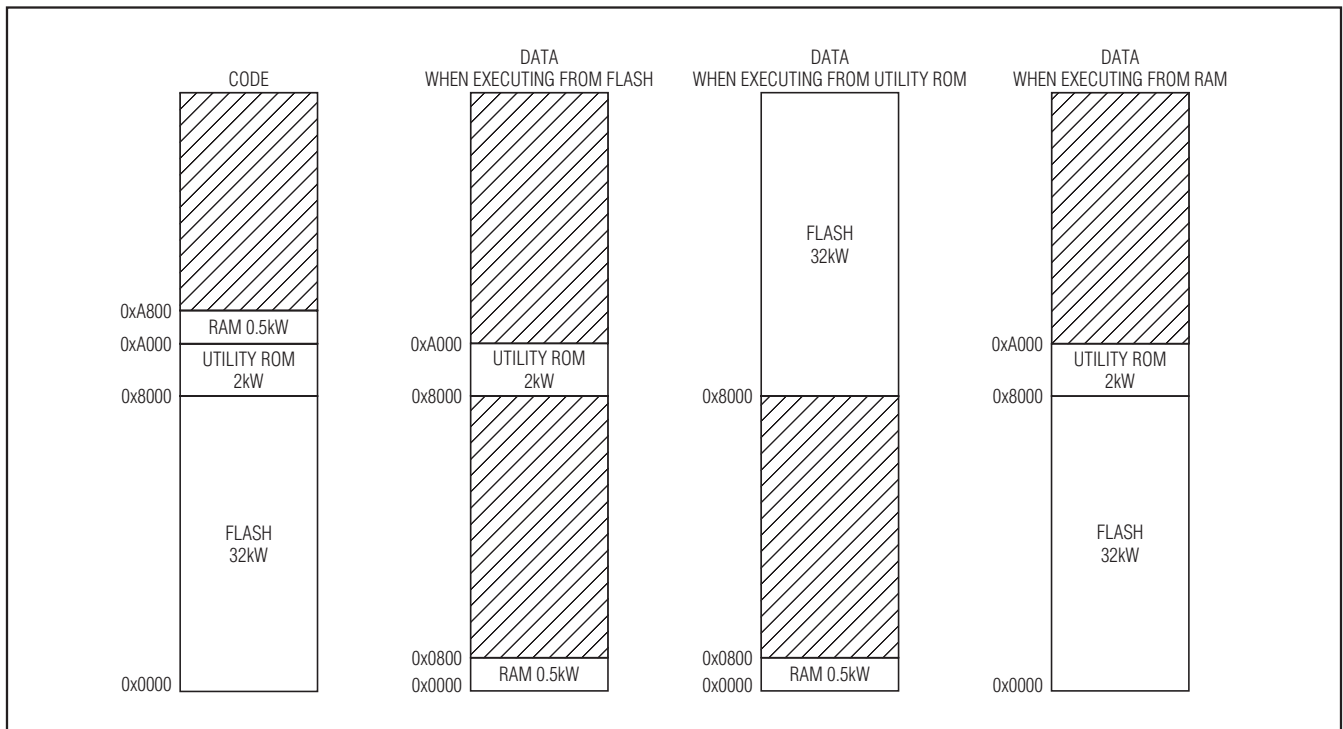 CODE
0xA800
RAM 0.5kW
0xA000
UTILITY ROM
2kW
0x8000
FLASH
32kW
0x0000
DATA
WHEN EXECUTING FROM FLASH
0xA000
UTILITY ROM
2kW
0x8000
0x0800
RAM 0.5kW
0x0000
DATA
WHEN EXECUTING FROM UTILITY ROM
FLASH
32kW
0x8000
0x0800
RAM 0.5kW
0x0000
DATA
WHEN EXECUTING FROM RAM
0xA000
UTILITY ROM
2kW
0x8000
FLASH
32kW
0x0000